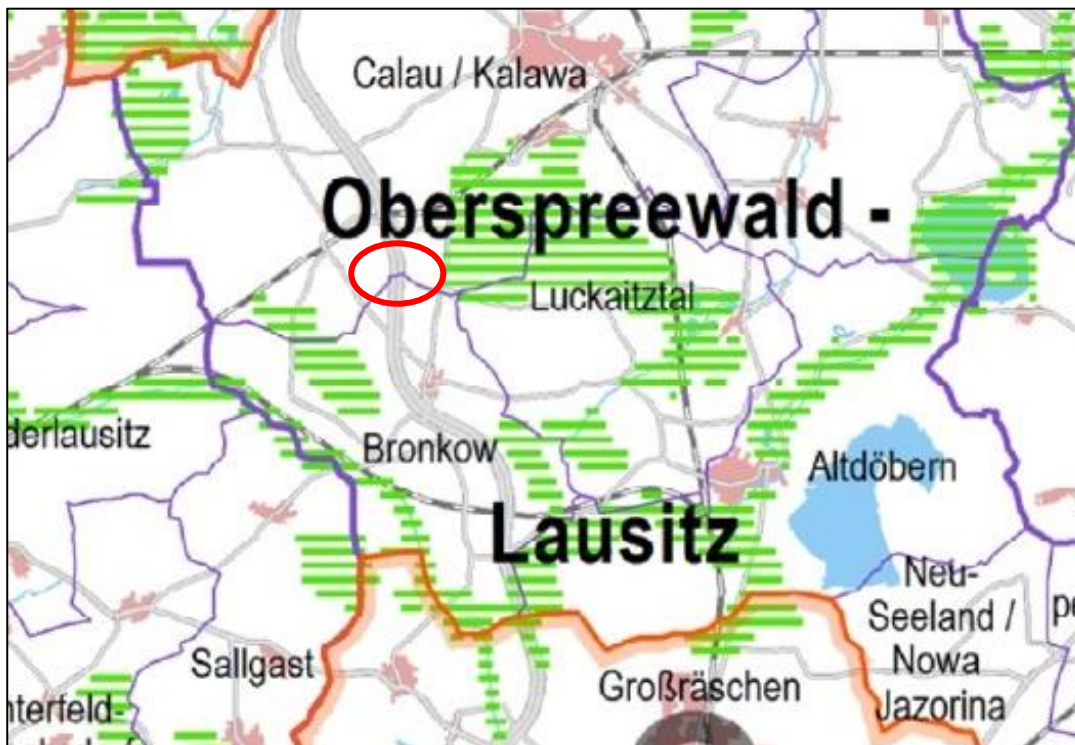 Calau / Kalawa
Oberspreewald -
Luckaitztal
derlausitz
Bronkow
Altdöbern
Lausitz
Neu-
Seeland /
Nowa
Jazorina
Sallgast
Großräschen
nterfeld-